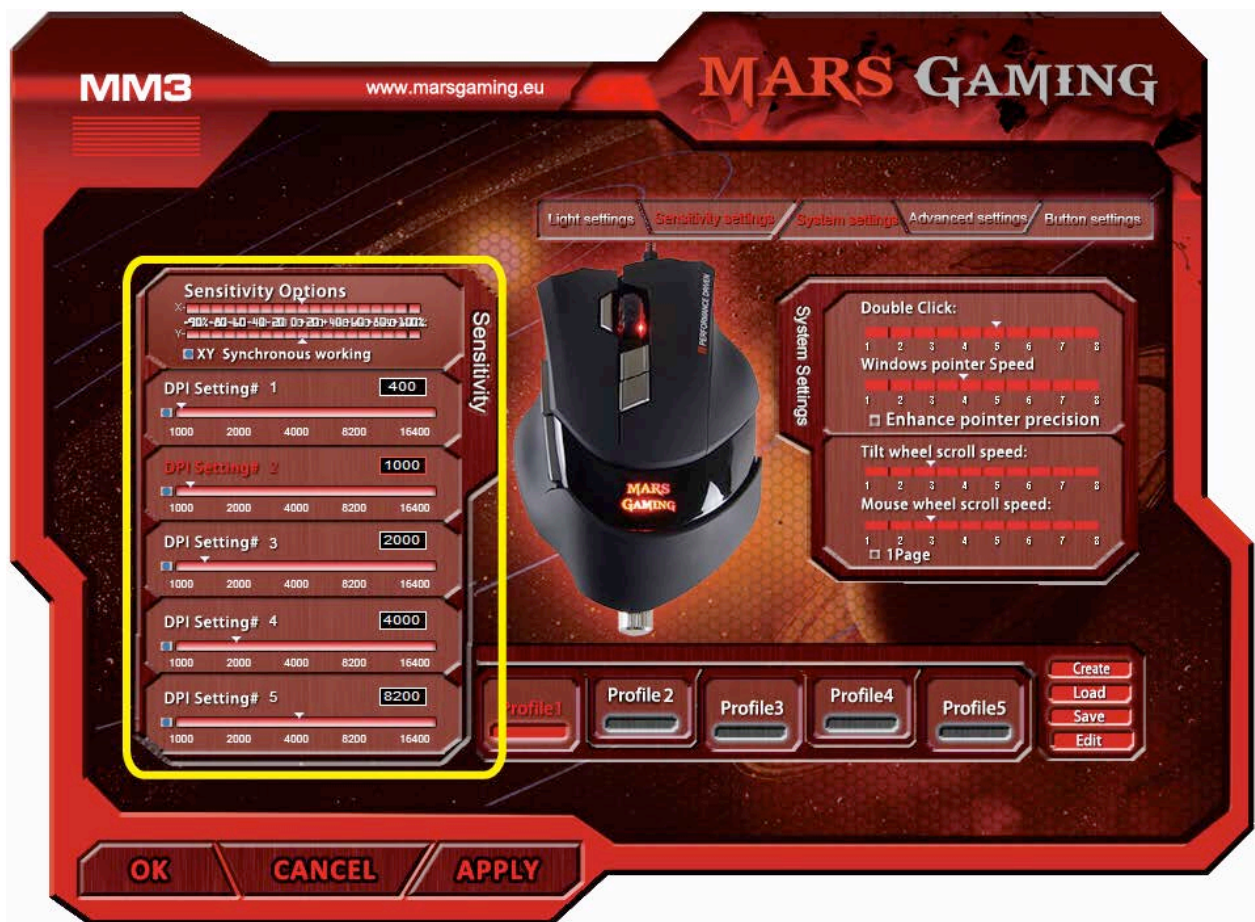 MM3
www.marsgaming.eu
MARS GAMING
Light settings
Sensitivity settings
System settings
Advanced settings
Button settings
Sensitivity Options
X-
Y-
XY Synchronous working
Sensitivity
DPI Setting# 1 400
1000 2000 4000 8200 16400
DPI Setting# 2 1000
1000 2000 4000 8200 16400
DPI Setting# 3 2000
1000 2000 4000 8200 16400
DPI Setting# 4 4000
1000 2000 4000 8200 16400
DPI Setting# 5 8200
1000 2000 4000 8200 16400
PERFORMANCE DRIVEN
MARS
GAMING
System Settings
Double Click:
1 2 3 4 5 6 7 8
Windows pointer Speed
1 2 3 4 5 6 7 8
Enhance pointer precision
Tilt wheel scroll speed:
1 2 3 4 5 6 7 8
Mouse wheel scroll speed:
1 2 3 4 5 6 7 8
1Page
Profile1
Profile2
Profile3
Profile4
Profile5
Create
Load
Save
Edit
OK
CANCEL
APPLY